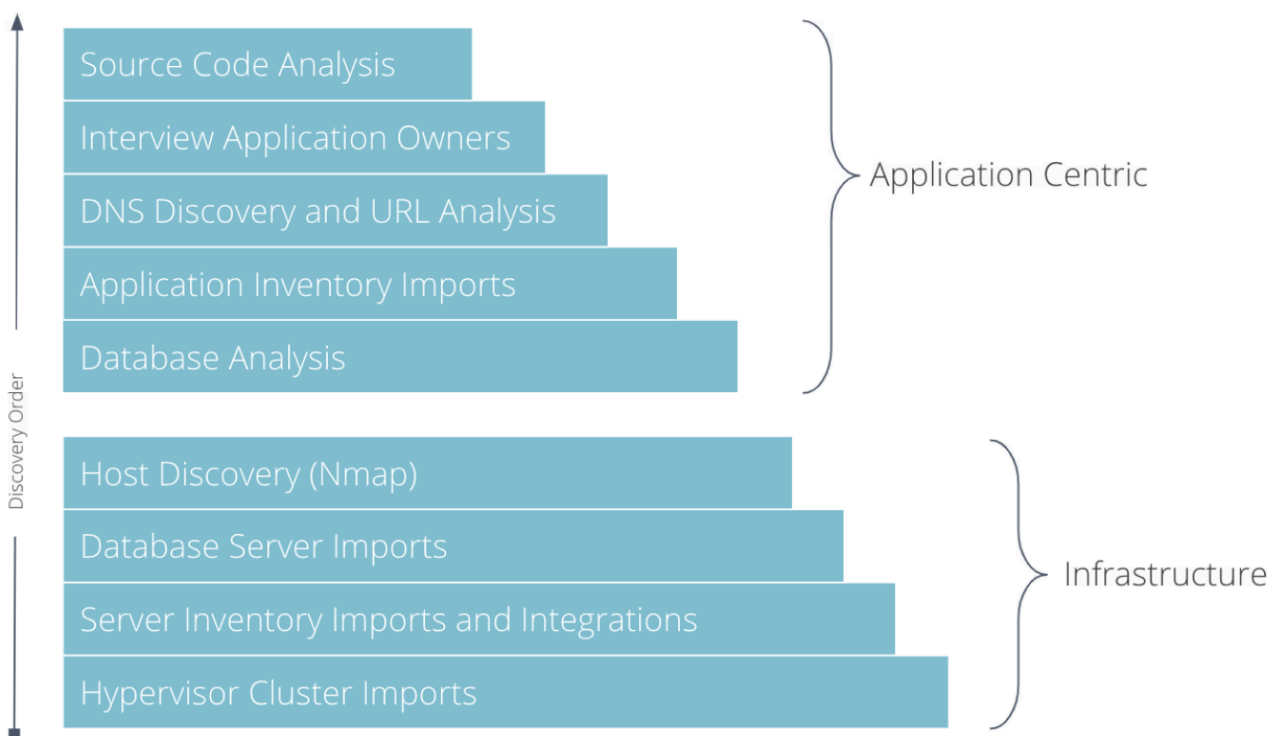 Source Code Analysis
Interview Application Owners
DNS Discovery and URL Analysis
Application Inventory Imports
Database Analysis
Application Centric
Discovery Order
Host Discovery (Nmap)
Database Server Imports
Server Inventory Imports and Integrations
Hypervisor Cluster Imports
Infrastructure